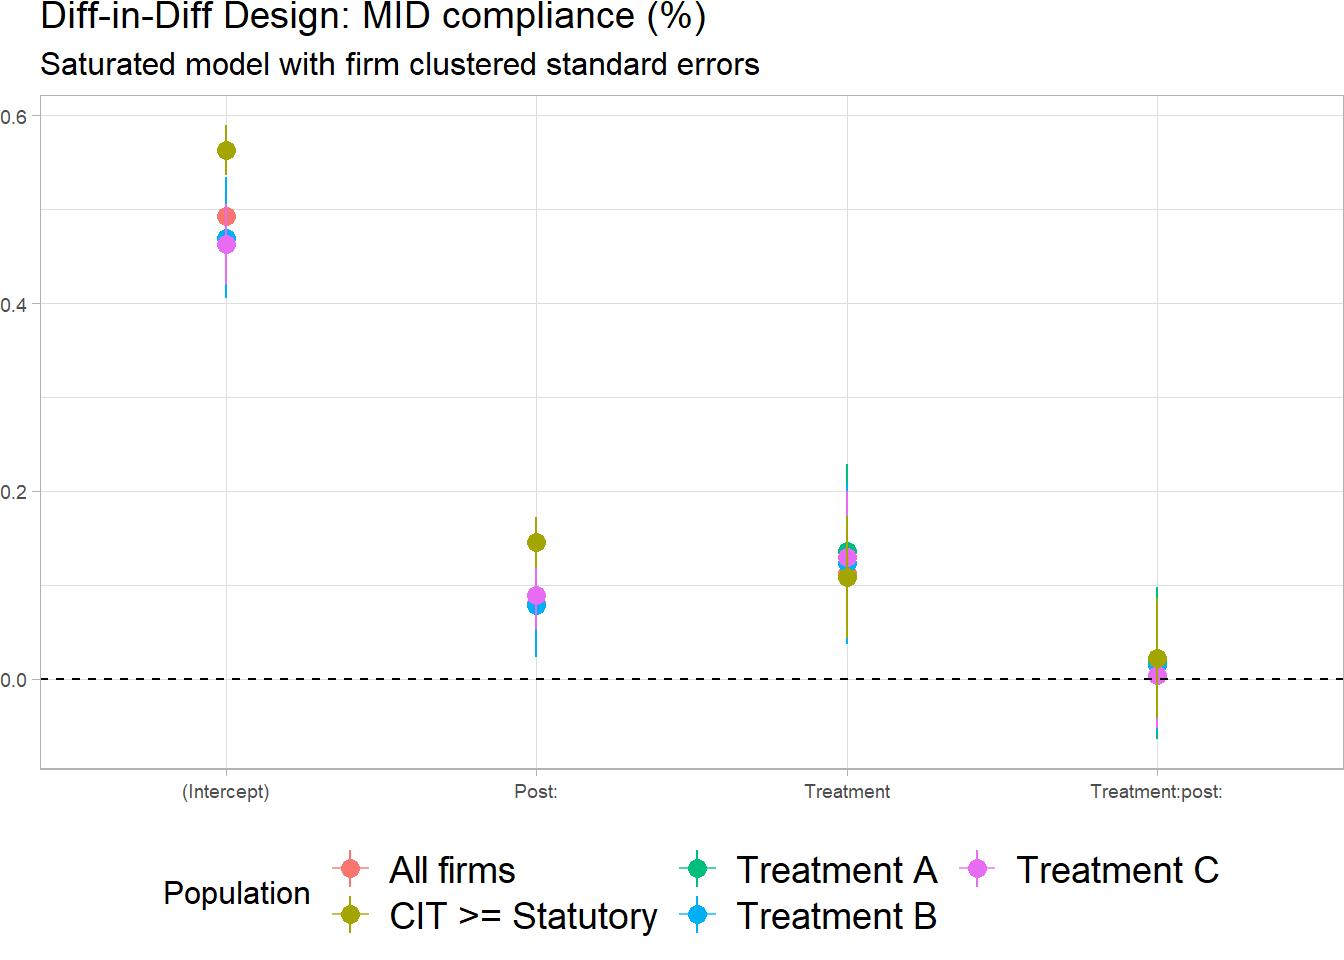 Diff-in-Diff Design: MID compliance (%)
Saturated model with firm clustered standard errors
0.6
0.4
0.2
0.0
(Intercept)
Post:
Treatment
Treatment:post:
Population
All firms
CIT >= Statutory
Treatment A
Treatment B
Treatment C